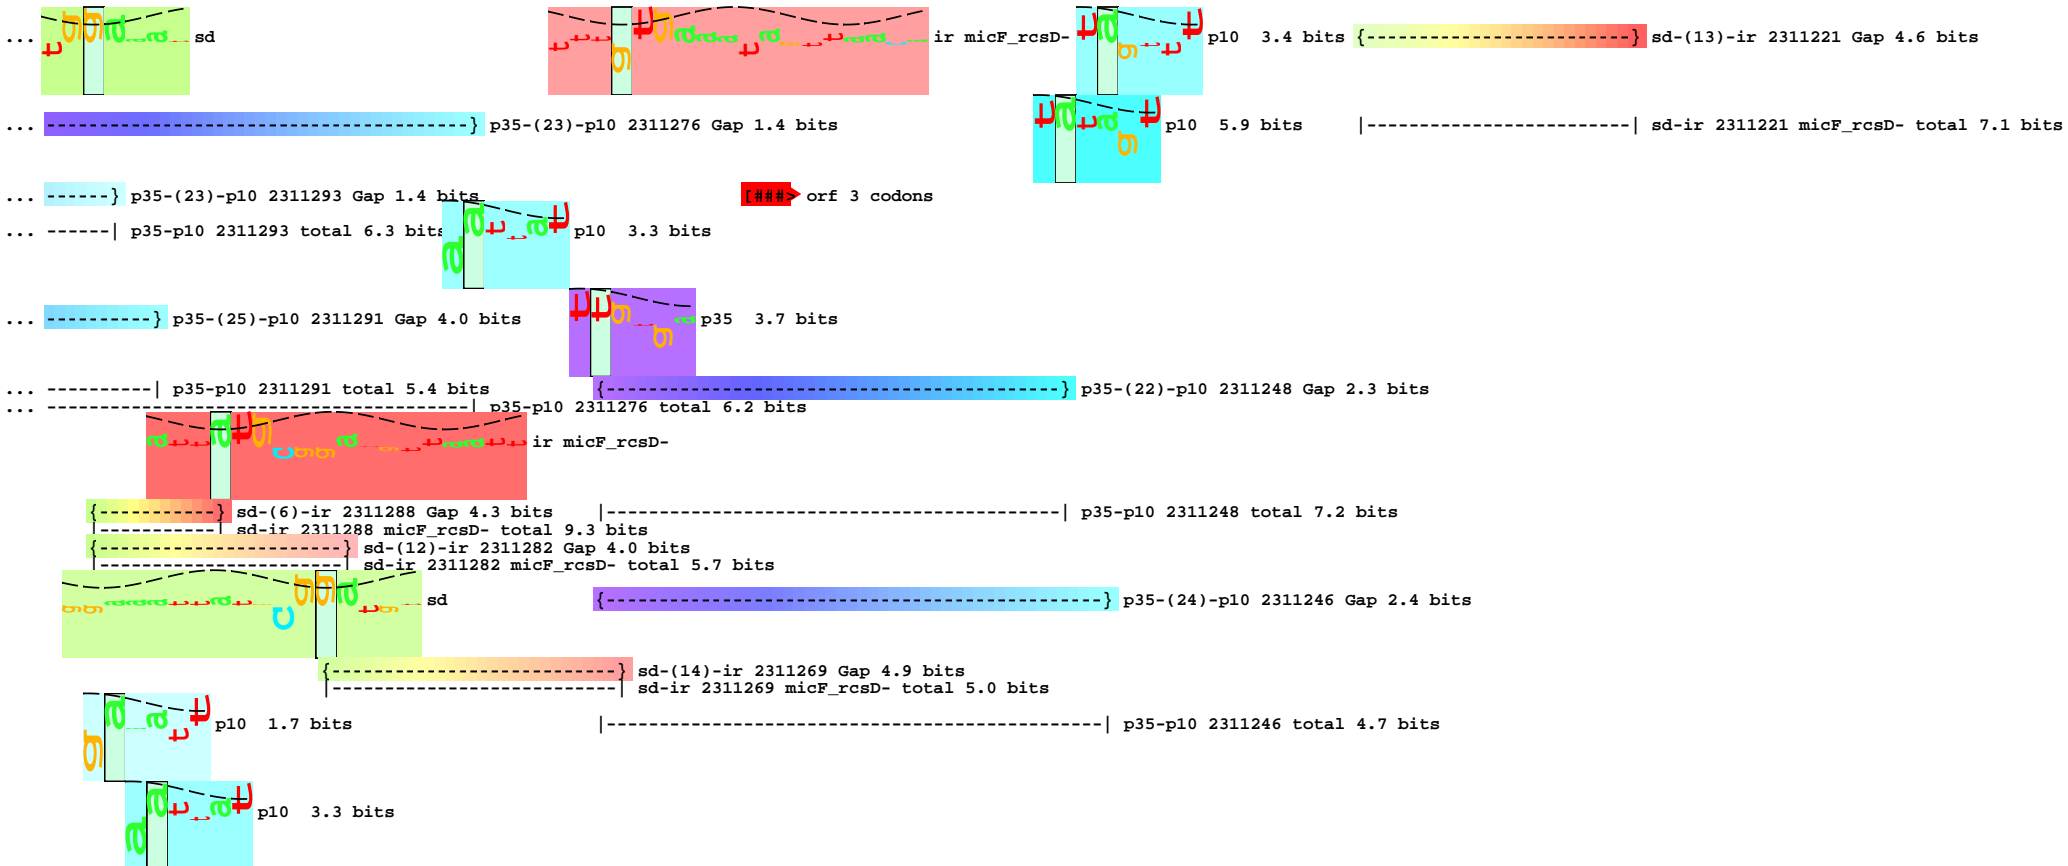 ... sd ir micF_rcsD- p10 3.4 bits {--------------------------} sd-(13)-ir 2311221 Gap 4.6 bits
... ----------------------------------------} p35-(23)-p10 2311276 Gap 1.4 bits p10 5.9 bits |-------------------------| sd-ir 2311221 micF_rcsD- total 7.1 bits
... ------} p35-(23)-p10 2311293 Gap 1.4 bits [###> orf 3 codons
... ------| p35-p10 2311293 total 6.3 bits p10 3.3 bits
... ----------} p35-(25)-p10 2311291 Gap 4.0 bits p35 3.7 bits
... ----------| p35-p10 2311291 total 5.4 bits {--------------------------------------------} p35-(22)-p10 2311248 Gap 2.3 bits
... ----------------------------------------| p35-p10 2311276 total 6.2 bits
ir micF_rcsD-
{-----------} sd-(6)-ir 2311288 Gap 4.3 bits |--------------------------------------------| p35-p10 2311248 total 7.2 bits
|-----------| sd-ir 2311288 micF_rcsD- total 9.3 bits
{-----------------------} sd-(12)-ir 2311282 Gap 4.0 bits
|-----------------------| sd-ir 2311282 micF_rcsD- total 5.7 bits
sd {------------------------------------------------} p35-(24)-p10 2311246 Gap 2.4 bits
{---------------------------} sd-(14)-ir 2311269 Gap 4.9 bits
|---------------------------| sd-ir 2311269 micF_rcsD- total 5.0 bits
p10 1.7 bits |------------------------------------------------| p35-p10 2311246 total 4.7 bits
p10 3.3 bits